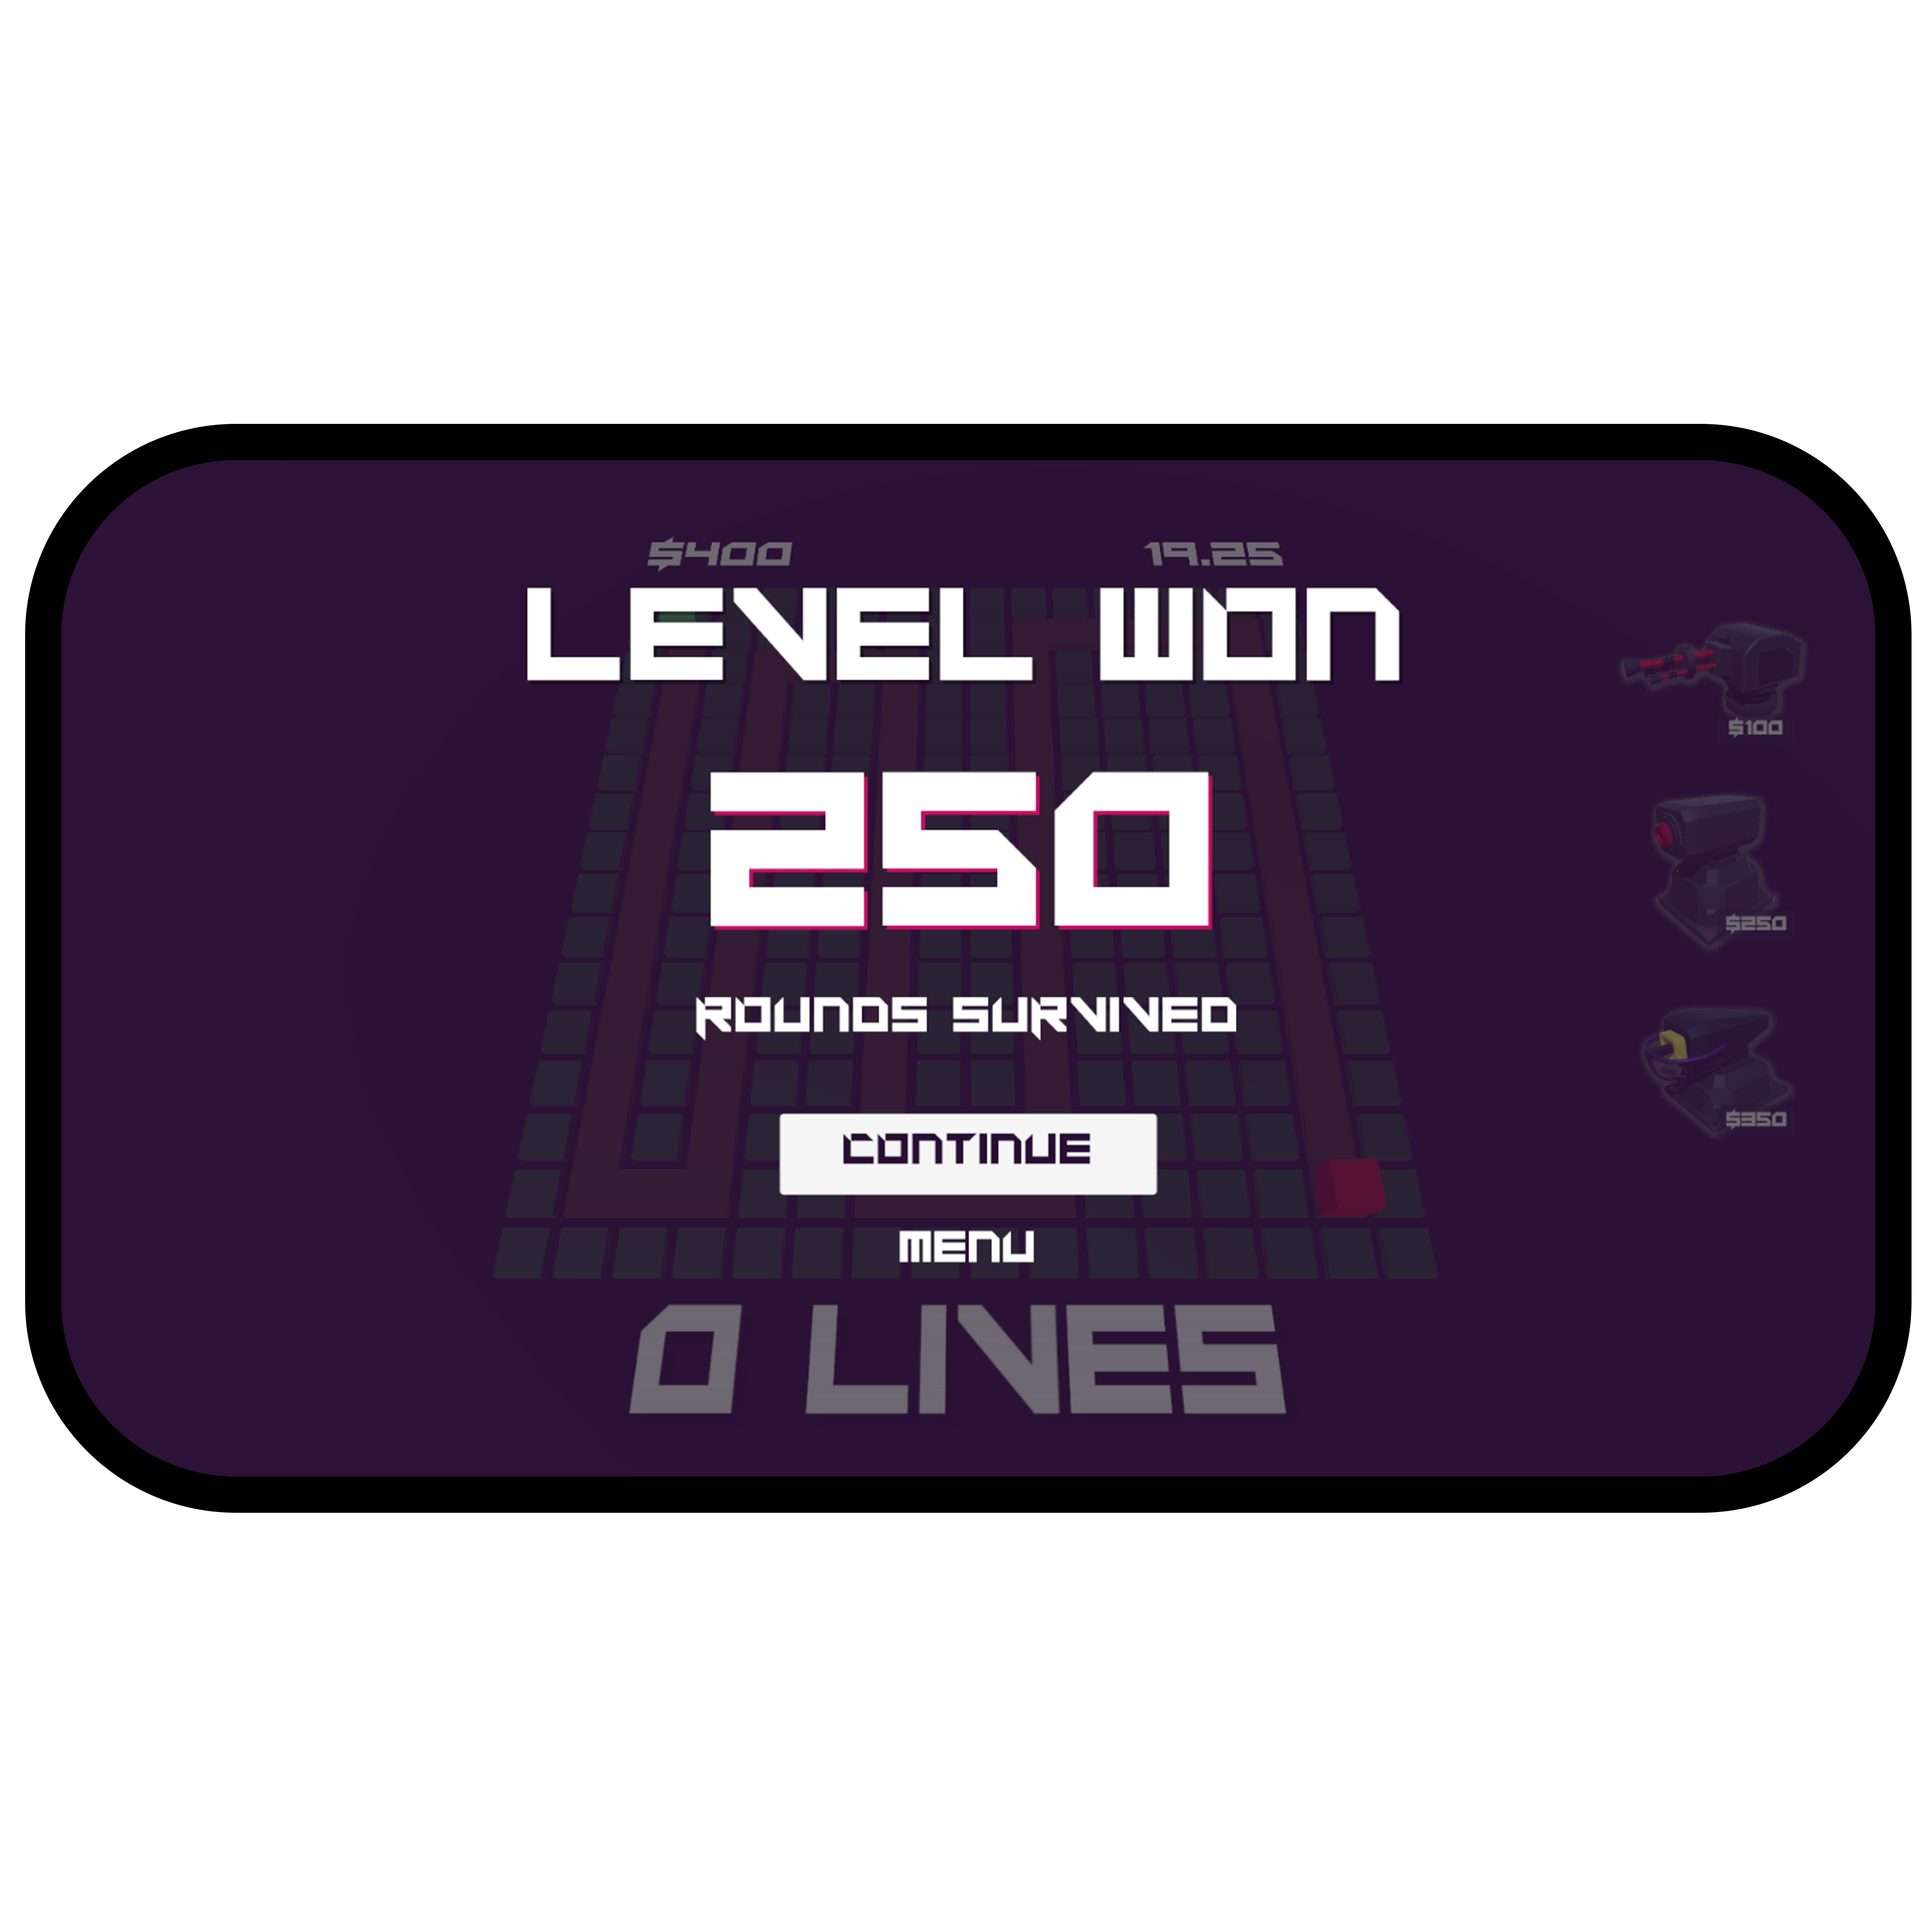 $400 19.25
LEVEL WON
$100
250
$250
ROUNDS SURVIVED
$350
CONTINUE
MENU
0 LIVES